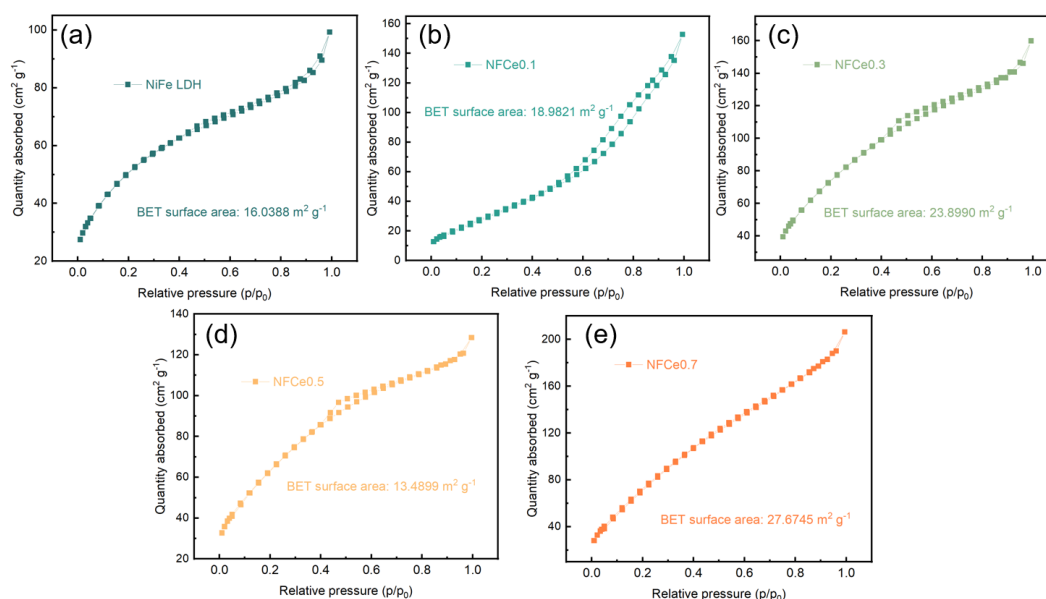 (a)
NiFe LDH
BET surface area: 16.0388 m² g⁻¹
Quantity absorbed (cm² g⁻¹)
100
80
60
40
20
0.0 0.2 0.4 0.6 0.8 1.0
Relative pressure (p/p₀)
(b)
NFCe0.1
BET surface area: 18.9821 m² g⁻¹
Quantity absorbed (cm² g⁻¹)
160
140
120
100
80
60
40
20
0
0.0 0.2 0.4 0.6 0.8 1.0
Relative pressure (p/p₀)
(c)
NFCe0.3
BET surface area: 23.8990 m² g⁻¹
Quantity absorbed (cm² g⁻¹)
160
140
120
100
80
60
40
0.0 0.2 0.4 0.6 0.8 1.0
Relative pressure (p/p₀)
(d)
NFCe0.5
BET surface area: 13.4899 m² g⁻¹
Quantity absorbed (cm² g⁻¹)
140
120
100
80
60
40
20
0.0 0.2 0.4 0.6 0.8 1.0
Relative pressure (p/p₀)
(e)
NFCe0.7
BET surface area: 27.6745 m² g⁻¹
Quantity absorbed (cm² g⁻¹)
200
160
120
80
40
0.0 0.2 0.4 0.6 0.8 1.0
Relative pressure (p/p₀)